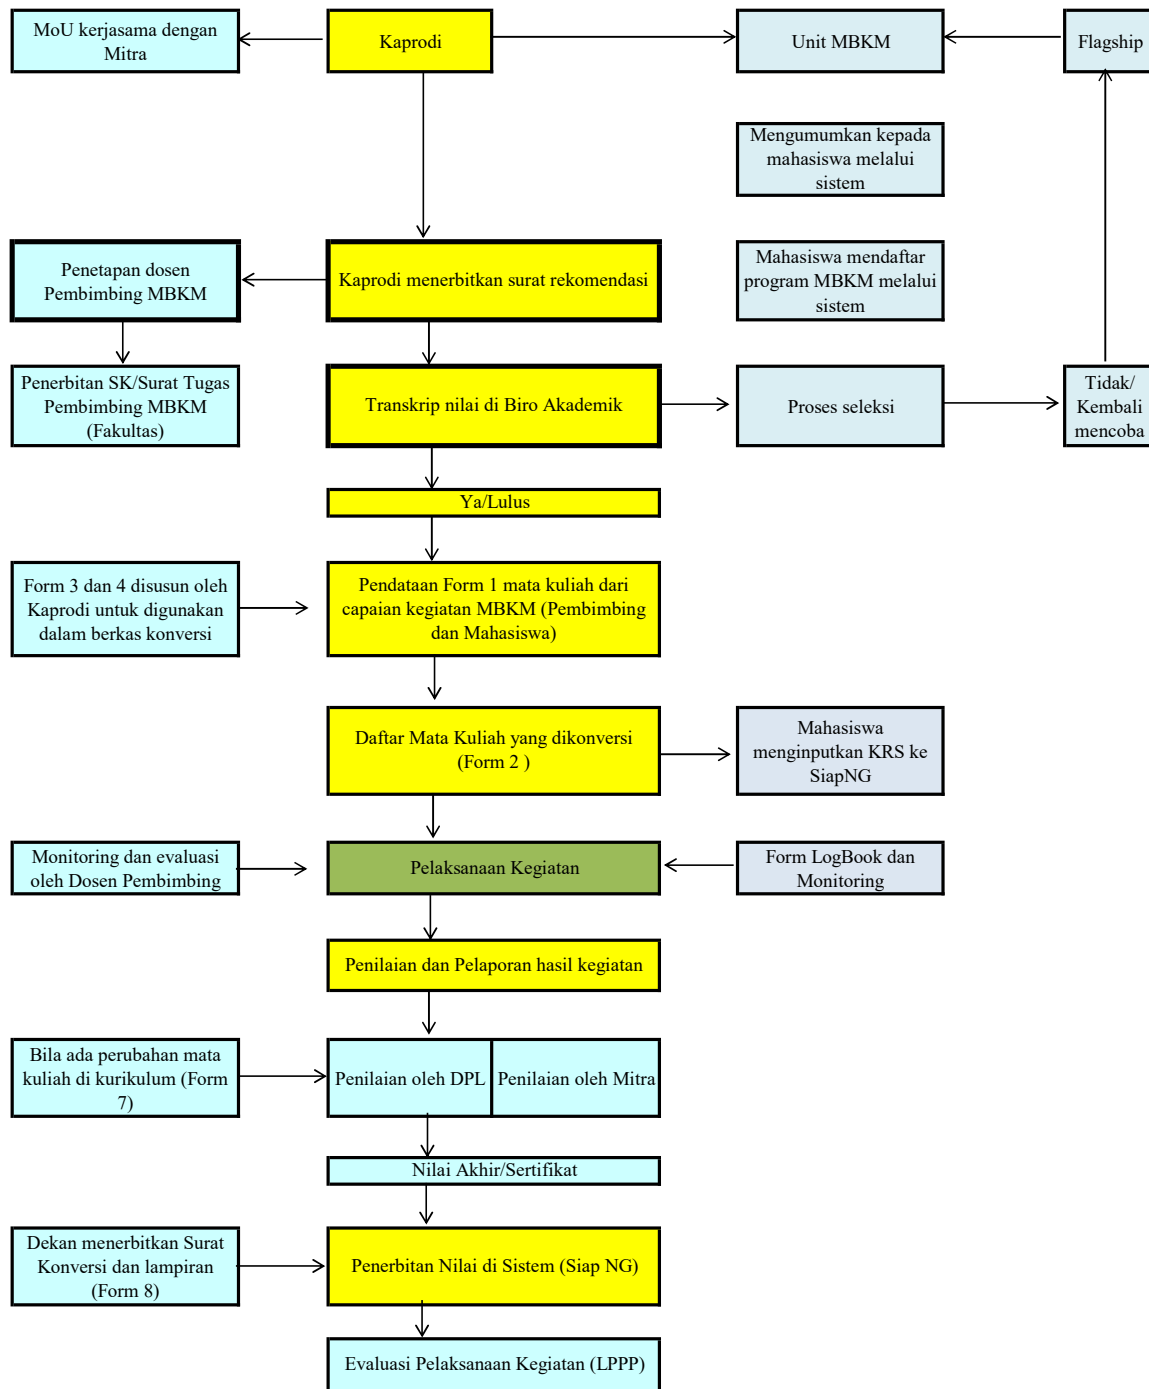 MoU kerjasama dengan
Mitra
Kaprodi
Unit MBKM
Flagship
Mengumumkan kepada
mahasiswa melalui
sistem
Penetapan dosen
Pembimbing MBKM
Kaprodi menerbitkan surat rekomendasi
Mahasiswa mendaftar
program MBKM melalui
sistem
Penerbitan SK/Surat Tugas
Pembimbing MBKM
(Fakultas)
Transkrip nilai di Biro Akademik
Proses seleksi
Tidak/
Kembali
mencoba
Ya/Lulus
Form 3 dan 4 disusun oleh
Kaprodi untuk digunakan
dalam berkas konversi
Pendataan Form 1 mata kuliah dari
capaian kegiatan MBKM (Pembimbing
dan Mahasiswa)
Daftar Mata Kuliah yang dikonversi
(Form 2 )
Mahasiswa
menginputkan KRS ke
SiapNG
Monitoring dan evaluasi
oleh Dosen Pembimbing
Pelaksanaan Kegiatan
Form LogBook dan
Monitoring
Penilaian dan Pelaporan hasil kegiatan
Bila ada perubahan mata
kuliah di kurikulum (Form
7)
Penilaian oleh DPL
Penilaian oleh Mitra
Nilai Akhir/Sertifikat
Dekan menerbitkan Surat
Konversi dan lampiran
(Form 8)
Penerbitan Nilai di Sistem (Siap NG)
Evaluasi Pelaksanaan Kegiatan (LPPP)